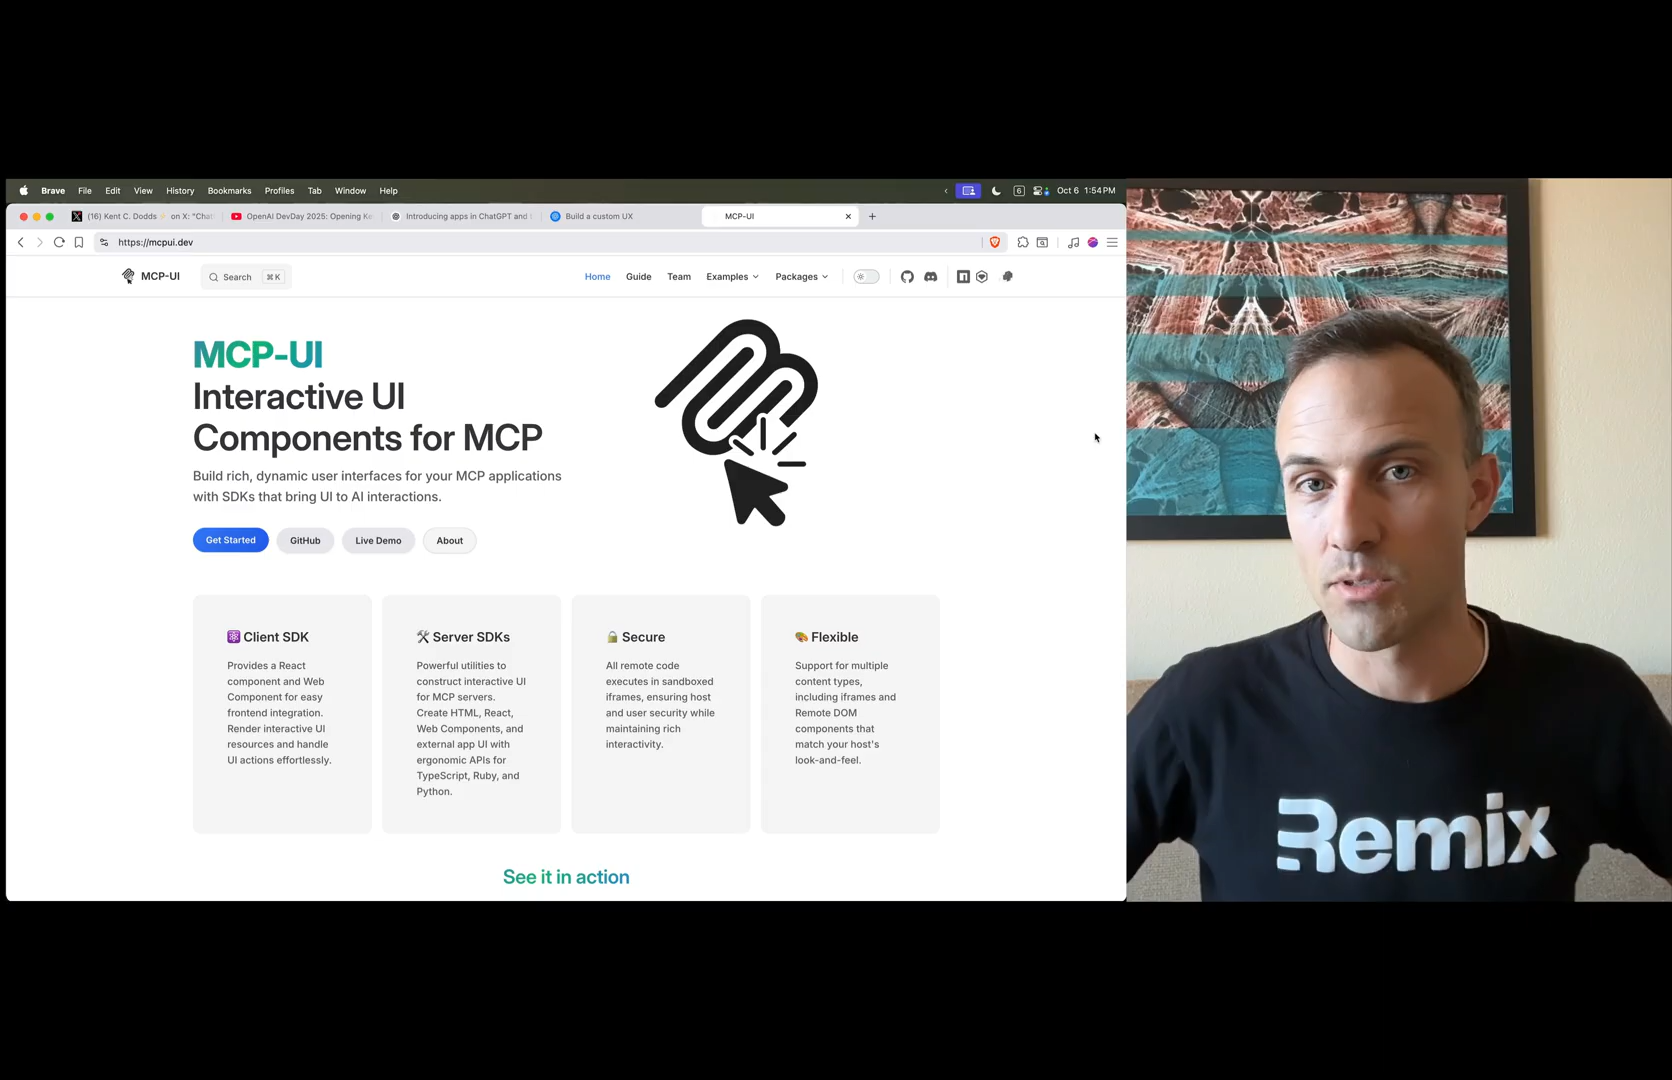 Brave File Edit View History Bookmarks Profiles Tab Window Help
6 Oct 6 1:54PM
(16) Kent C. Dodds on X: "Chat
OpenAI DevDay 2025: Opening Ke
Introducing apps in ChatGPT and
Build a custom UX
MCP-UI
https://mcpui.dev
MCP-UI
Search ⌘ K
Home Guide Team Examples Packages
MCP-UI
Interactive UI
Components for MCP
Build rich, dynamic user interfaces for your MCP applications
with SDKs that bring UI to AI interactions.
Get Started GitHub Live Demo About
Client SDK
Provides a React
component and Web
Component for easy
frontend integration.
Render interactive UI
resources and handle
UI actions effortlessly.
Server SDKs
Powerful utilities to
construct interactive UI
for MCP servers.
Create HTML, React,
Web Components, and
external app UI with
ergonomic APIs for
TypeScript, Ruby, and
Python.
Secure
All remote code
executes in sandboxed
iframes, ensuring host
and user security while
maintaining rich
interactivity.
Flexible
Support for multiple
content types,
including iframes and
Remote DOM
components that
match your host's
look-and-feel.
See it in action
Remix